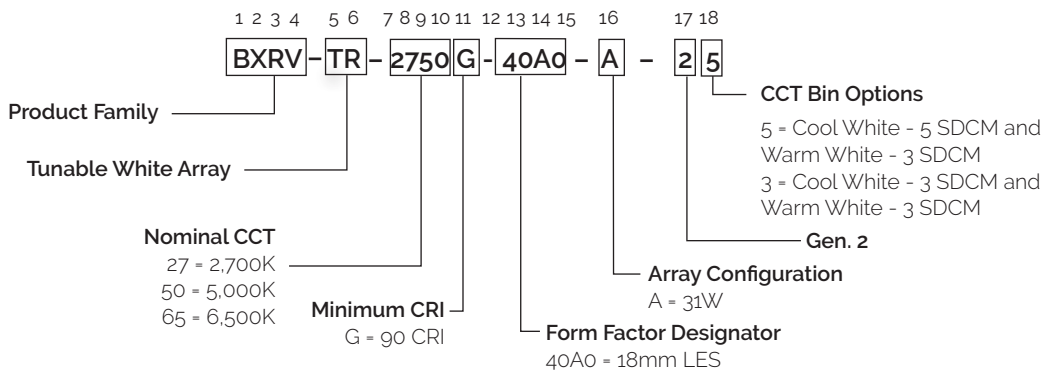 1 2 3 4 5 6 7 8 9 10 11 12 13 14 15 16 17 18
BXRV – TR – 2750 G - 40A0 – A – 2 5
Product Family
Tunable White Array
Nominal CCT
27 = 2,700K
50 = 5,000K
65 = 6,500K
Minimum CRI
G = 90 CRI
Form Factor Designator
40A0 = 18mm LES
Array Configuration
A = 31W
Gen. 2
CCT Bin Options
5 = Cool White - 5 SDCM and
Warm White - 3 SDCM
3 = Cool White - 3 SDCM and
Warm White - 3 SDCM